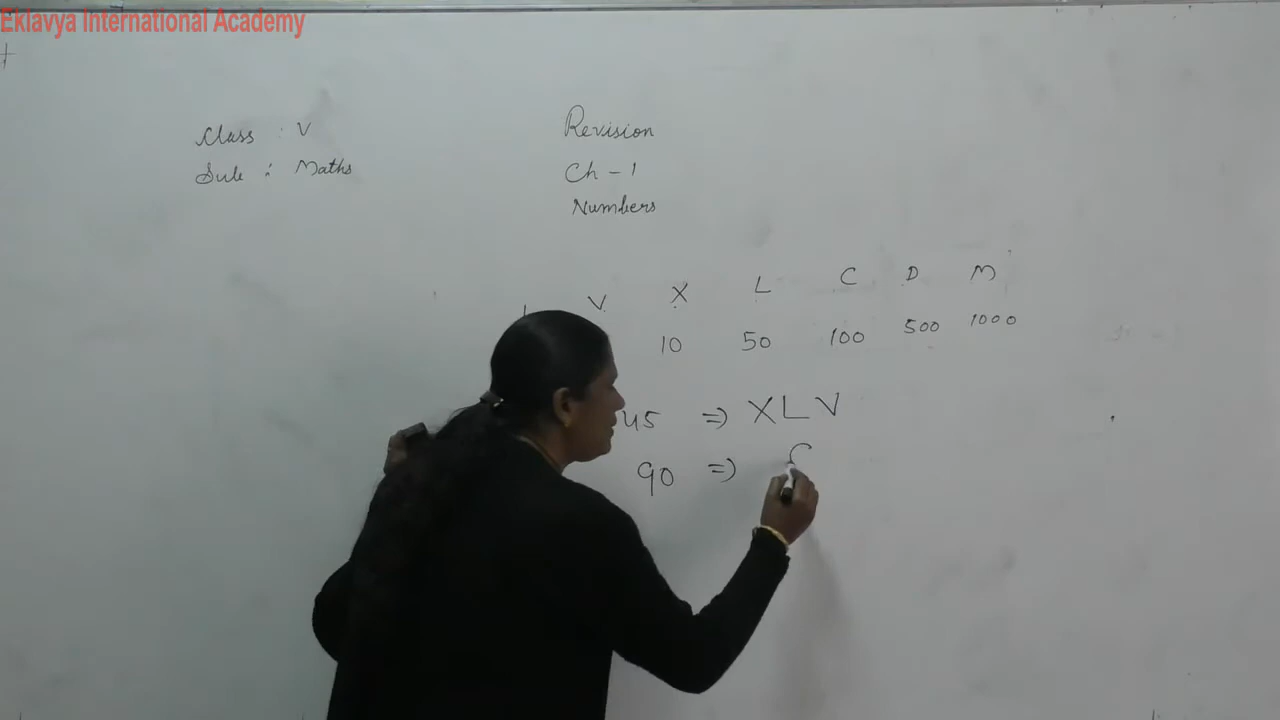 Eklavya International Academy
Class : V
Sub : Maths
Revision
Ch - 1
Numbers
V X L C D M
10 50 100 500 1000
45 => XLV
90 => C